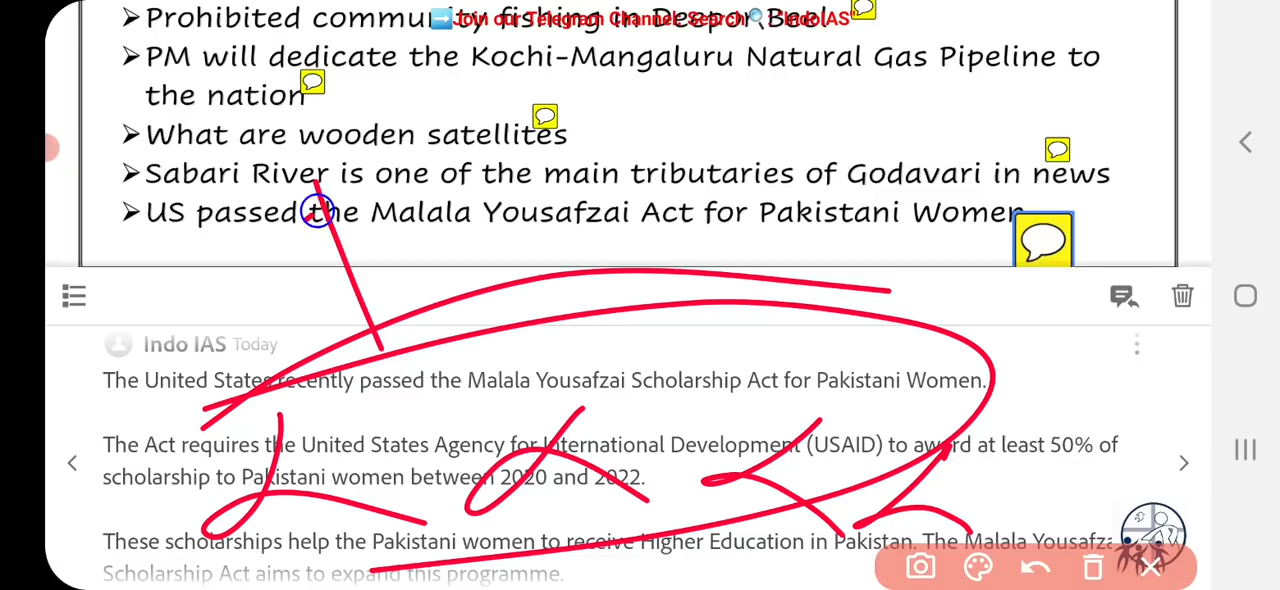 Prohibited community fishing in Deepor Beel
➡️Join our Telegram Channel: Search🔍 "IndoIAS"
➢PM will dedicate the Kochi-Mangaluru Natural Gas Pipeline to
the nation
➢What are wooden satellites
➢Sabari River is one of the main tributaries of Godavari in news
➢US passed the Malala Yousafzai Act for Pakistani Women
Indo IAS Today
The United States recently passed the Malala Yousafzai Scholarship Act for Pakistani Women.
The Act requires the United States Agency for International Development (USAID) to award at least 50% of
scholarship to Pakistani women between 2020 and 2022.
These scholarships help the Pakistani women to receive Higher Education in Pakistan. The Malala Yousafza
Scholarship Act aims to expand this programme.